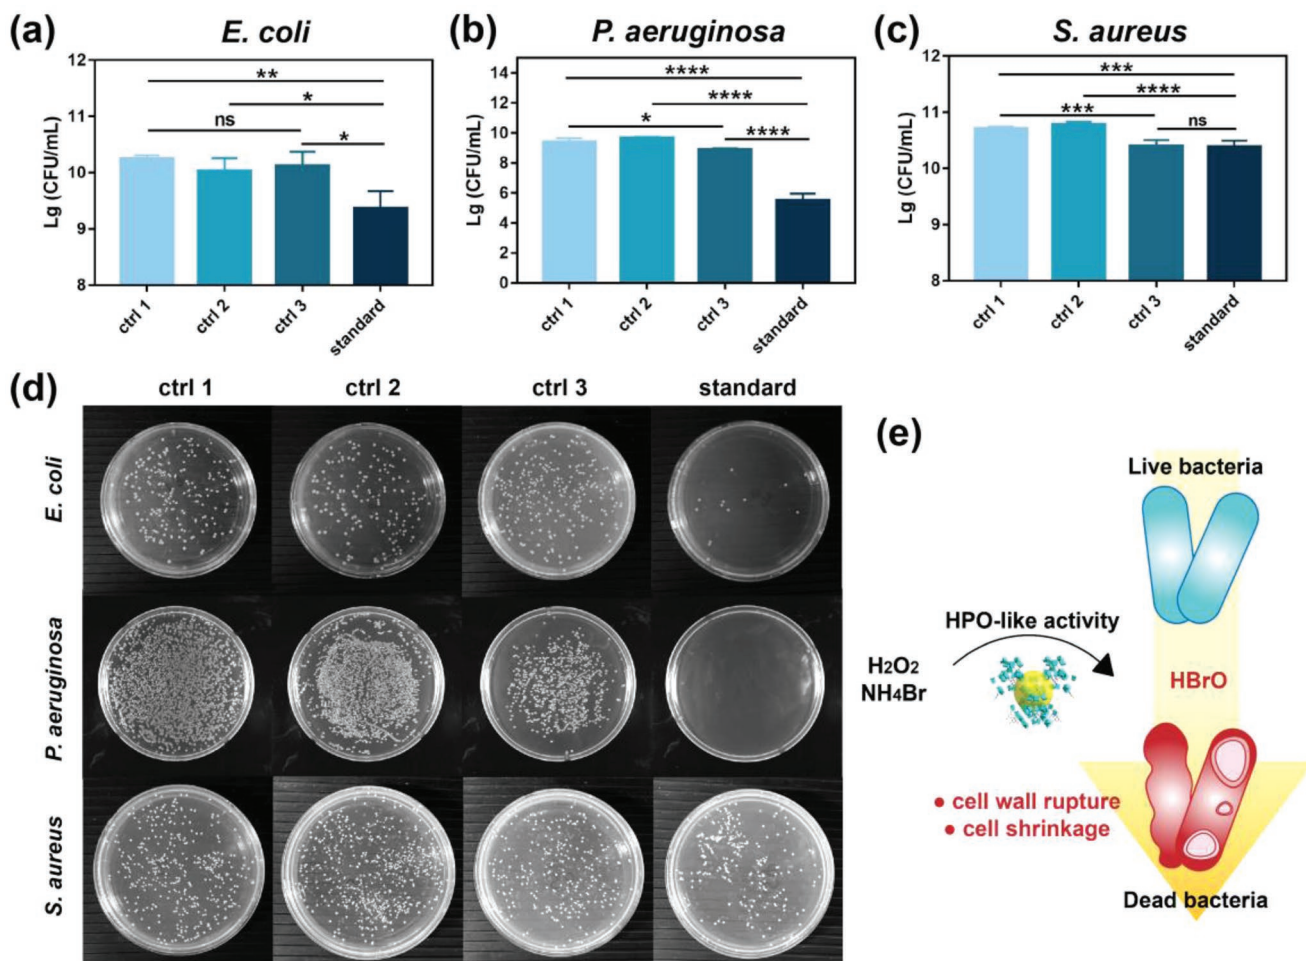 (a)
E. coli
Lg (CFU/mL)
12
11
10
9
8
**
*
ns
*
ctrl 1
ctrl 2
ctrl 3
standard
(b)
P. aeruginosa
Lg (CFU/mL)
14
12
10
8
6
4
2
0
****
****
*
****
ctrl 1
ctrl 2
ctrl 3
standard
(c)
S. aureus
Lg (CFU/mL)
12
11
10
9
8
***
****
***
ns
ctrl 1
ctrl 2
ctrl 3
standard
(d)
ctrl 1
ctrl 2
ctrl 3
standard
E. coli
P. aeruginosa
S. aureus
(e)
Live bacteria
HPO-like activity
H2O2
NH4Br
HBrO
• cell wall rupture
• cell shrinkage
Dead bacteria